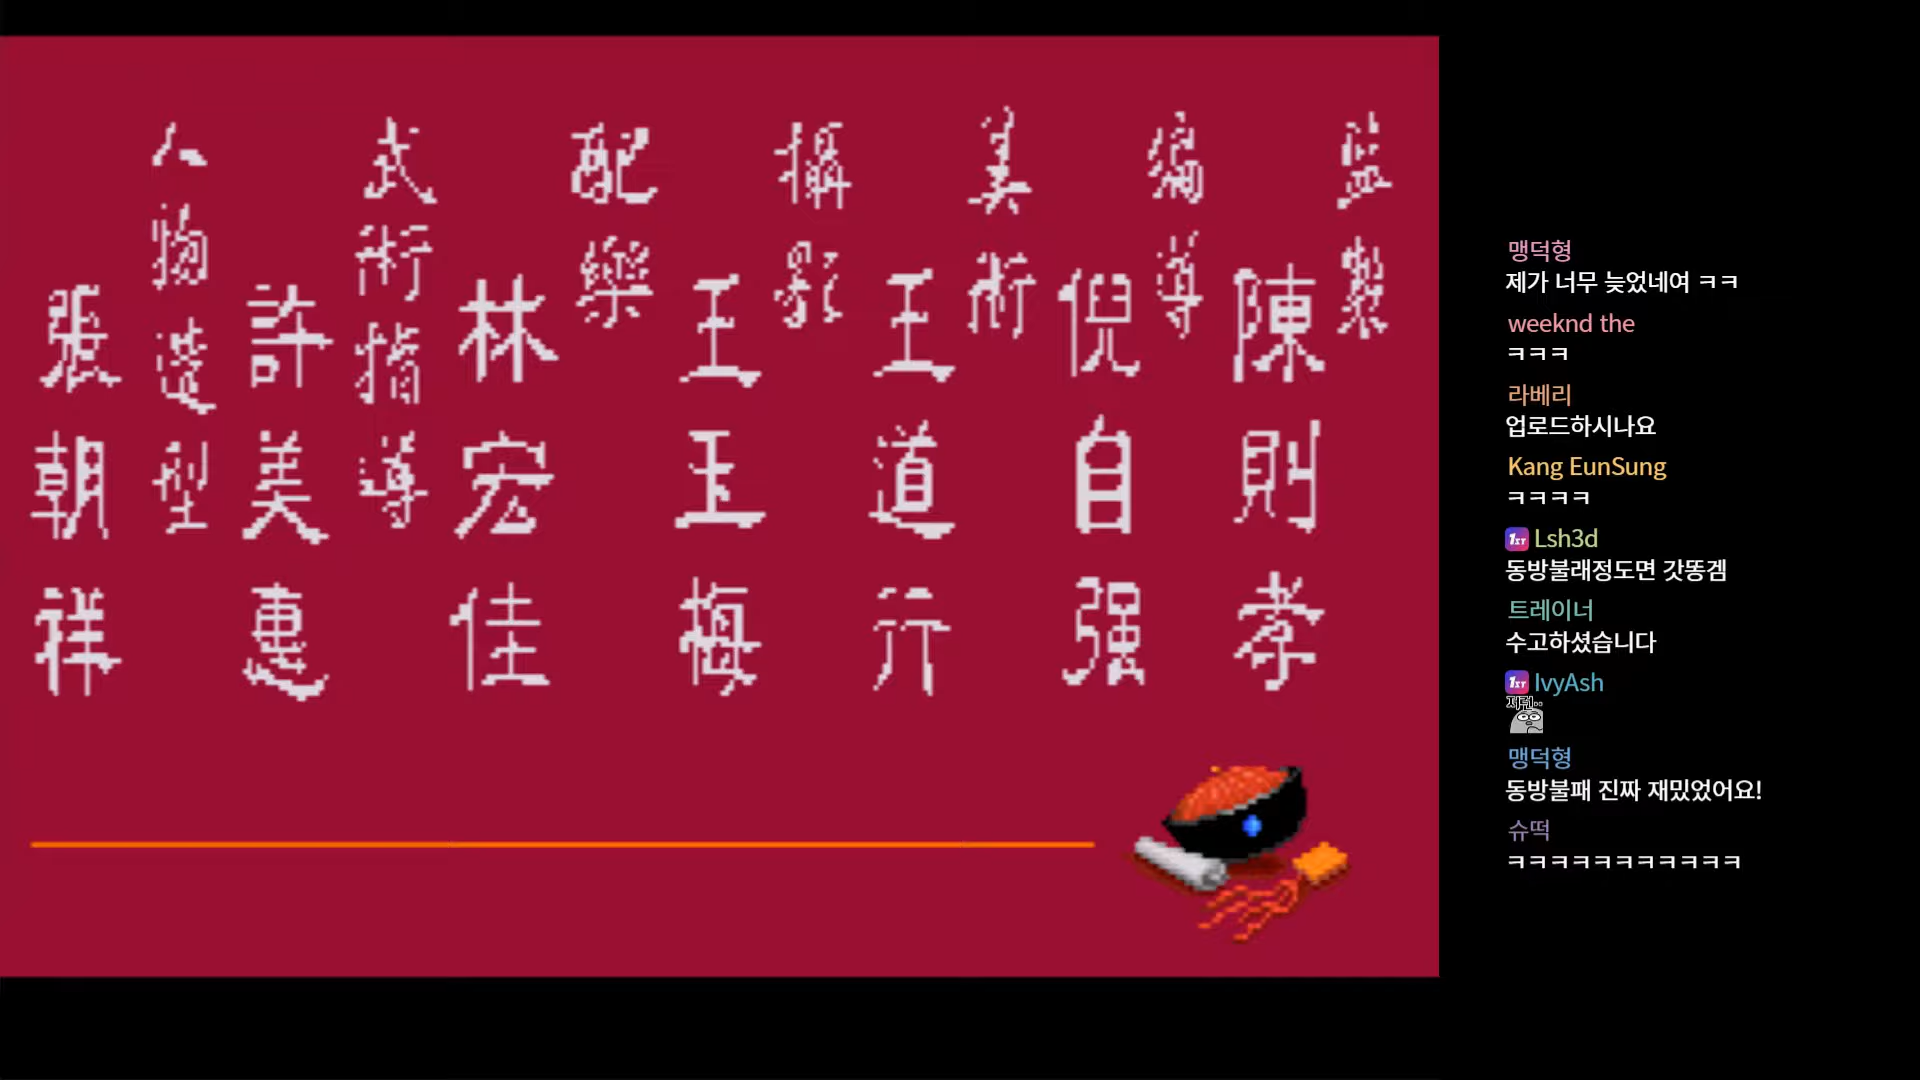 監製
陳則孝
編導
倪自强
美術
王道行
攝影
王玉梅
配樂
林宏佳
武術指導
許美惠
人物造型
張朝祥
맹덕형
제가 너무 늦었네여 ㅋㅋ
weeknd the
ㅋㅋㅋ
라베리
업로드하시나요
Kang EunSung
ㅋㅋㅋㅋ
1ST Lsh3d
동방불래정도면 갓똥겜
트레이너
수고하셨습니다
1ST IvyAsh
맹덕형
동방불패 진짜 재밌었어요!
슈떡
ㅋㅋㅋㅋㅋㅋㅋㅋㅋㅋㅋ